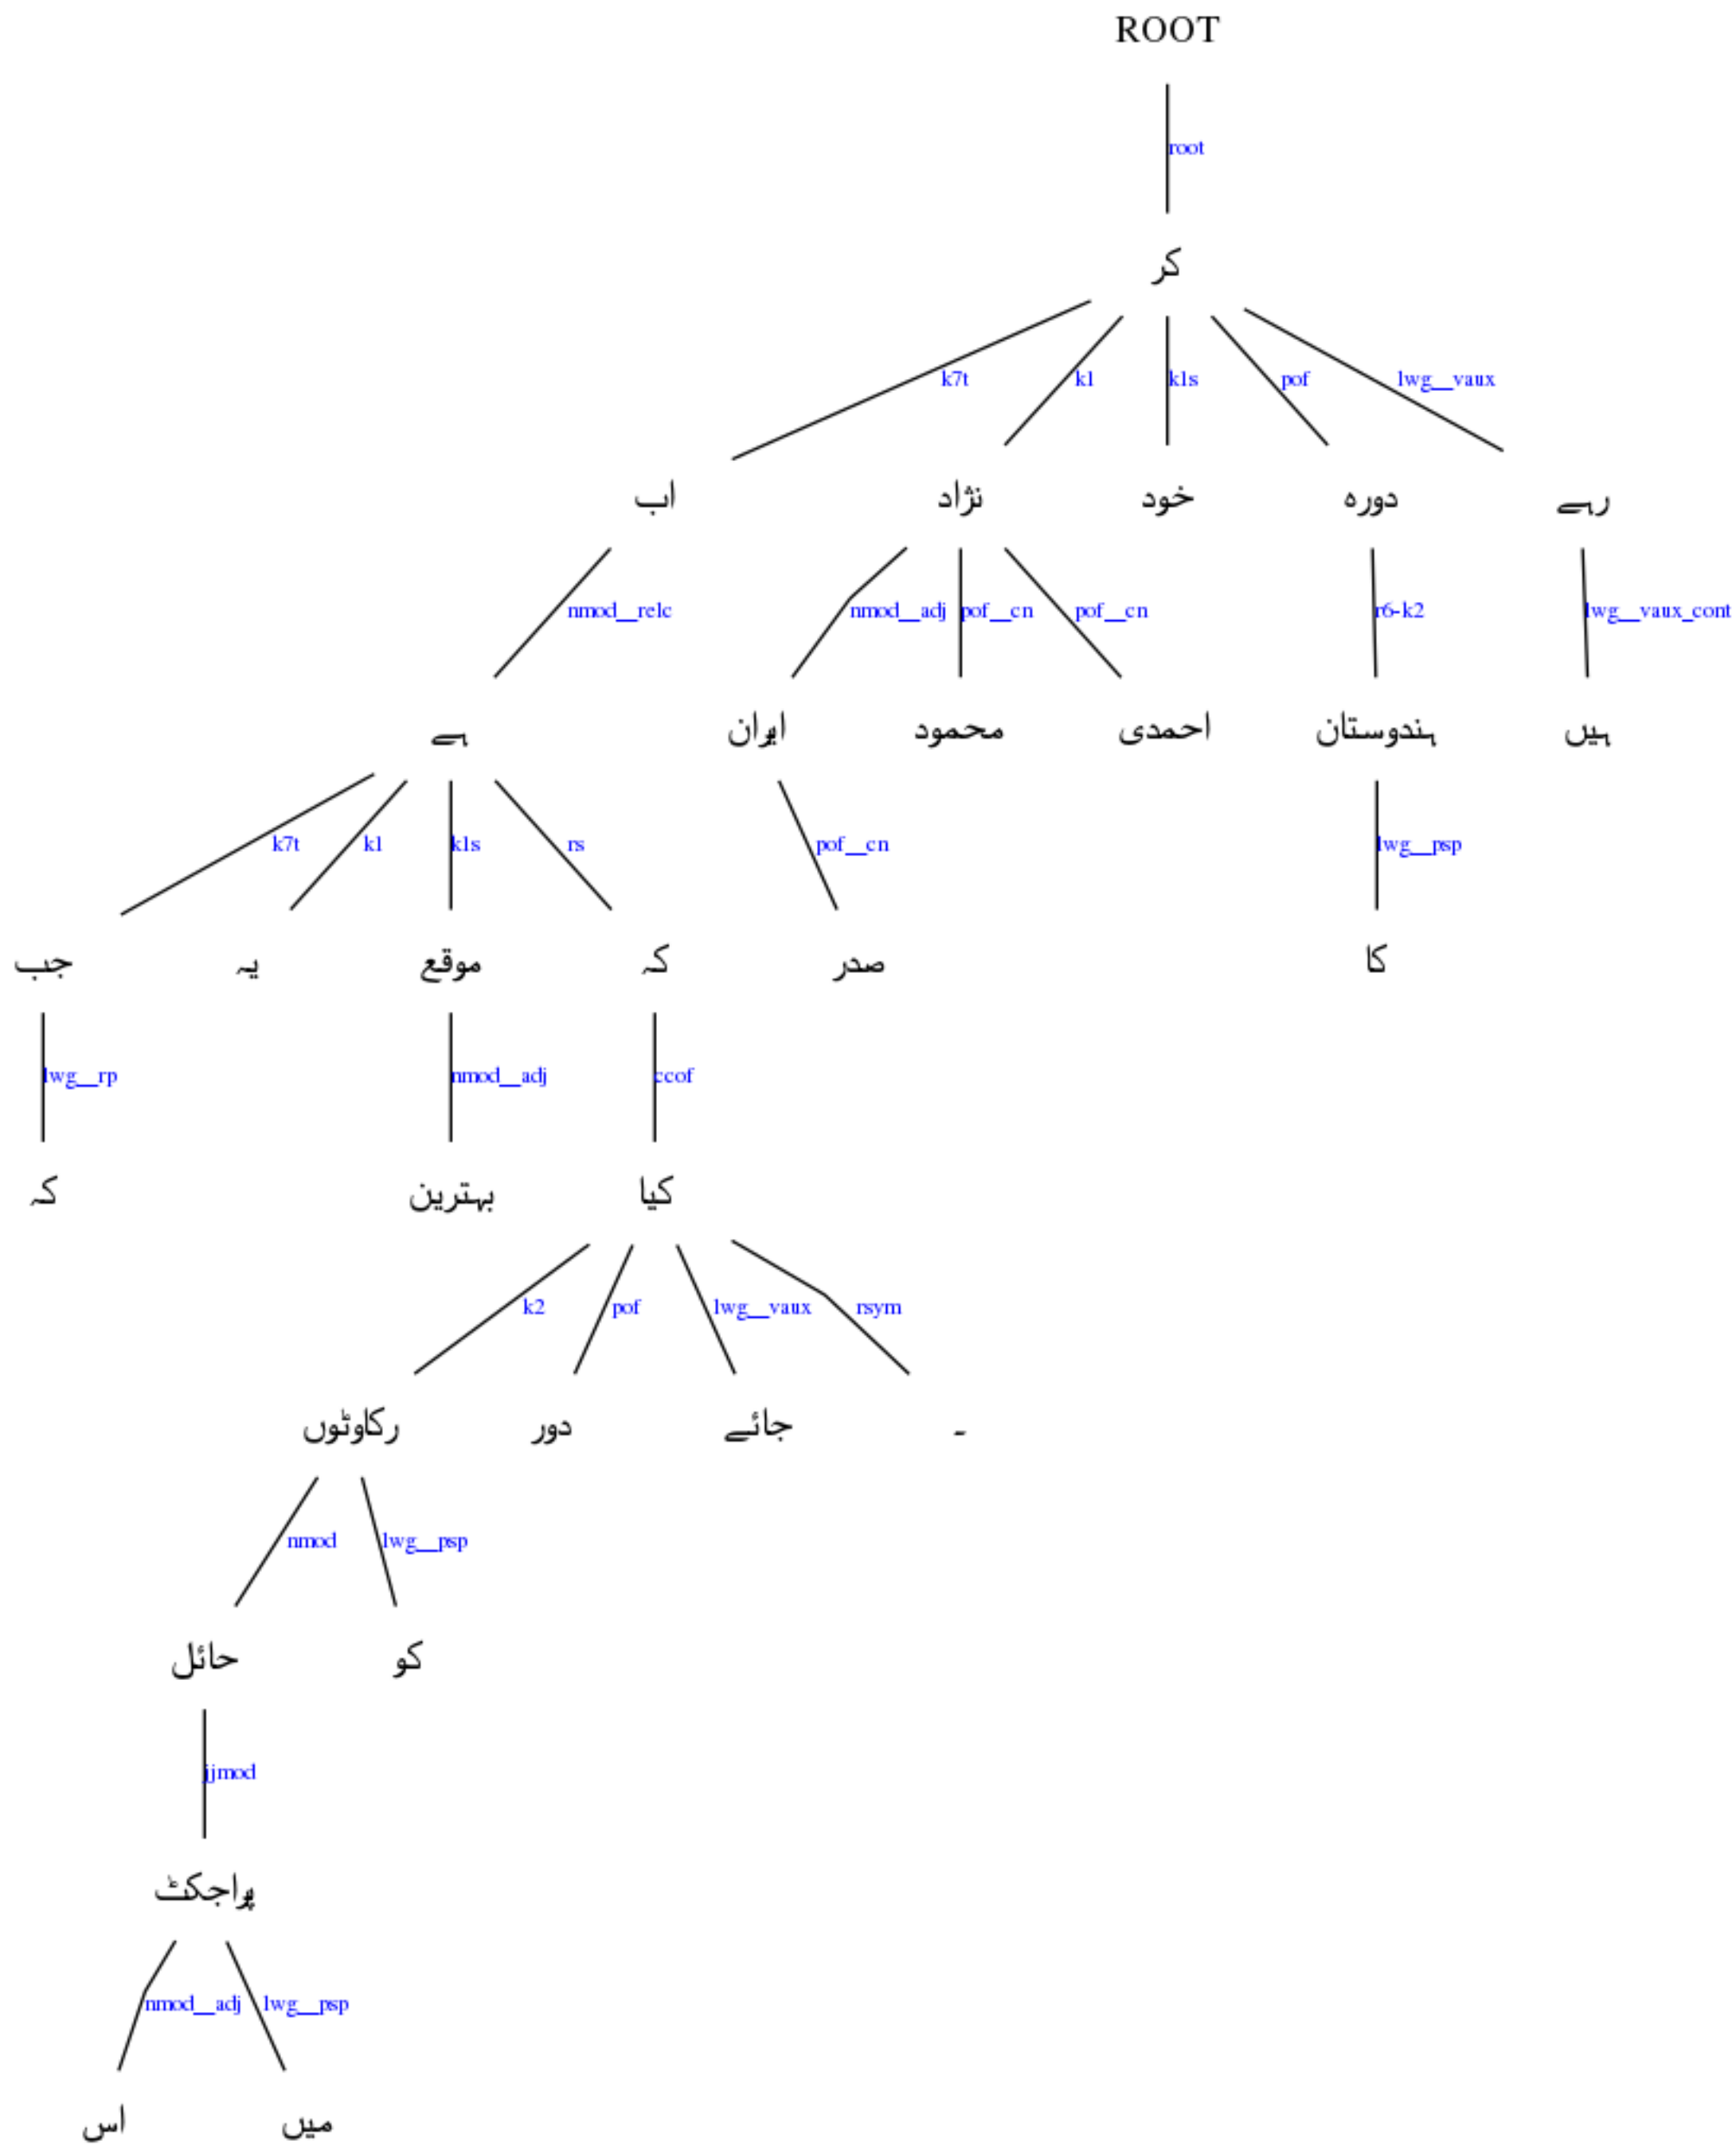 ROOT
root
کر
k7t k1 k1s pof lwg__vaux
اب نژاد خود دورہ رہے
nmod__relc nmod__adj pof__cn pof__cn r6-k2 lwg__vaux_cont
ہے ایران محمود احمدی ہندوستان ہیں
k7t k1 k1s rs pof__cn lwg__psp
جب یہ موقع کہ صدر کا
lwg__rp nmod__adj ccof
کہ بہترین کیا
k2 pof lwg__vaux rsym
رکاوٹوں دور جائے ۔
nmod lwg__psp
حائل کو
jjmod
پراجکٹ
nmod__adj lwg__psp
اس میں